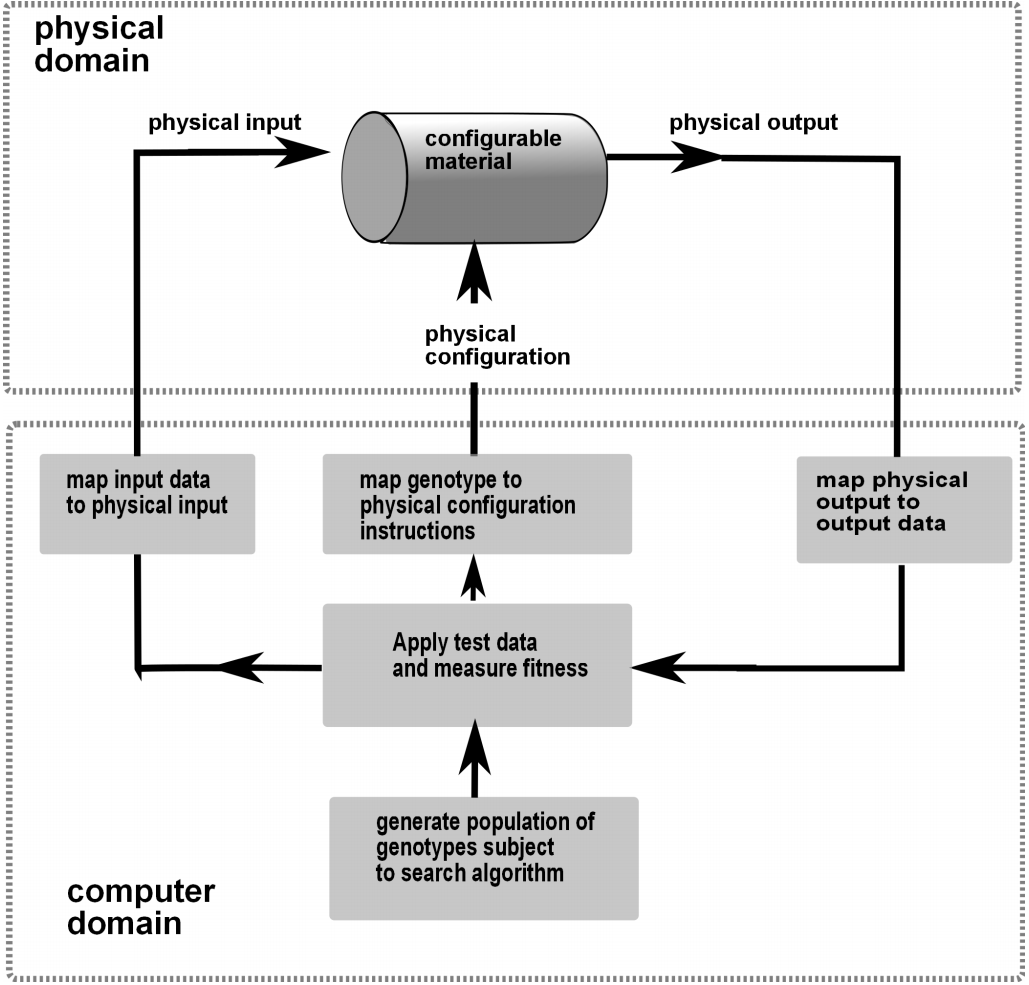 physical
domain
physical input
configurable
material
physical output
physical
configuration
map input data
to physical input
map genotype to
physical configuration
instructions
map physical
output to
output data
Apply test data
and measure fitness
generate population of
genotypes subject
to search algorithm
computer
domain